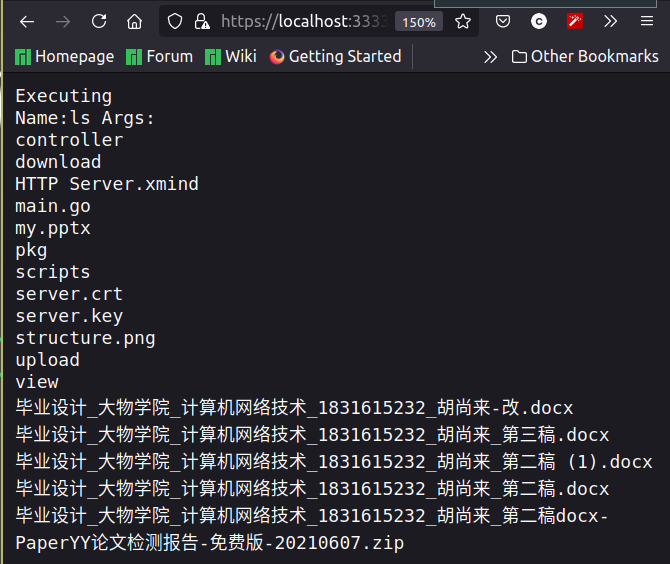 https://localhost:3333
150%
Homepage Forum Wiki Getting Started Other Bookmarks
Executing
Name:ls Args:
controller
download
HTTP Server.xmind
main.go
my.pptx
pkg
scripts
server.crt
server.key
structure.png
upload
view
毕业设计_大物学院_计算机网络技术_1831615232_胡尚来-改.docx
毕业设计_大物学院_计算机网络技术_1831615232_胡尚来_第三稿.docx
毕业设计_大物学院_计算机网络技术_1831615232_胡尚来_第二稿 (1).docx
毕业设计_大物学院_计算机网络技术_1831615232_胡尚来_第二稿.docx
毕业设计_大物学院_计算机网络技术_1831615232_胡尚来_第二稿docx-
PaperYY论文检测报告-免费版-20210607.zip